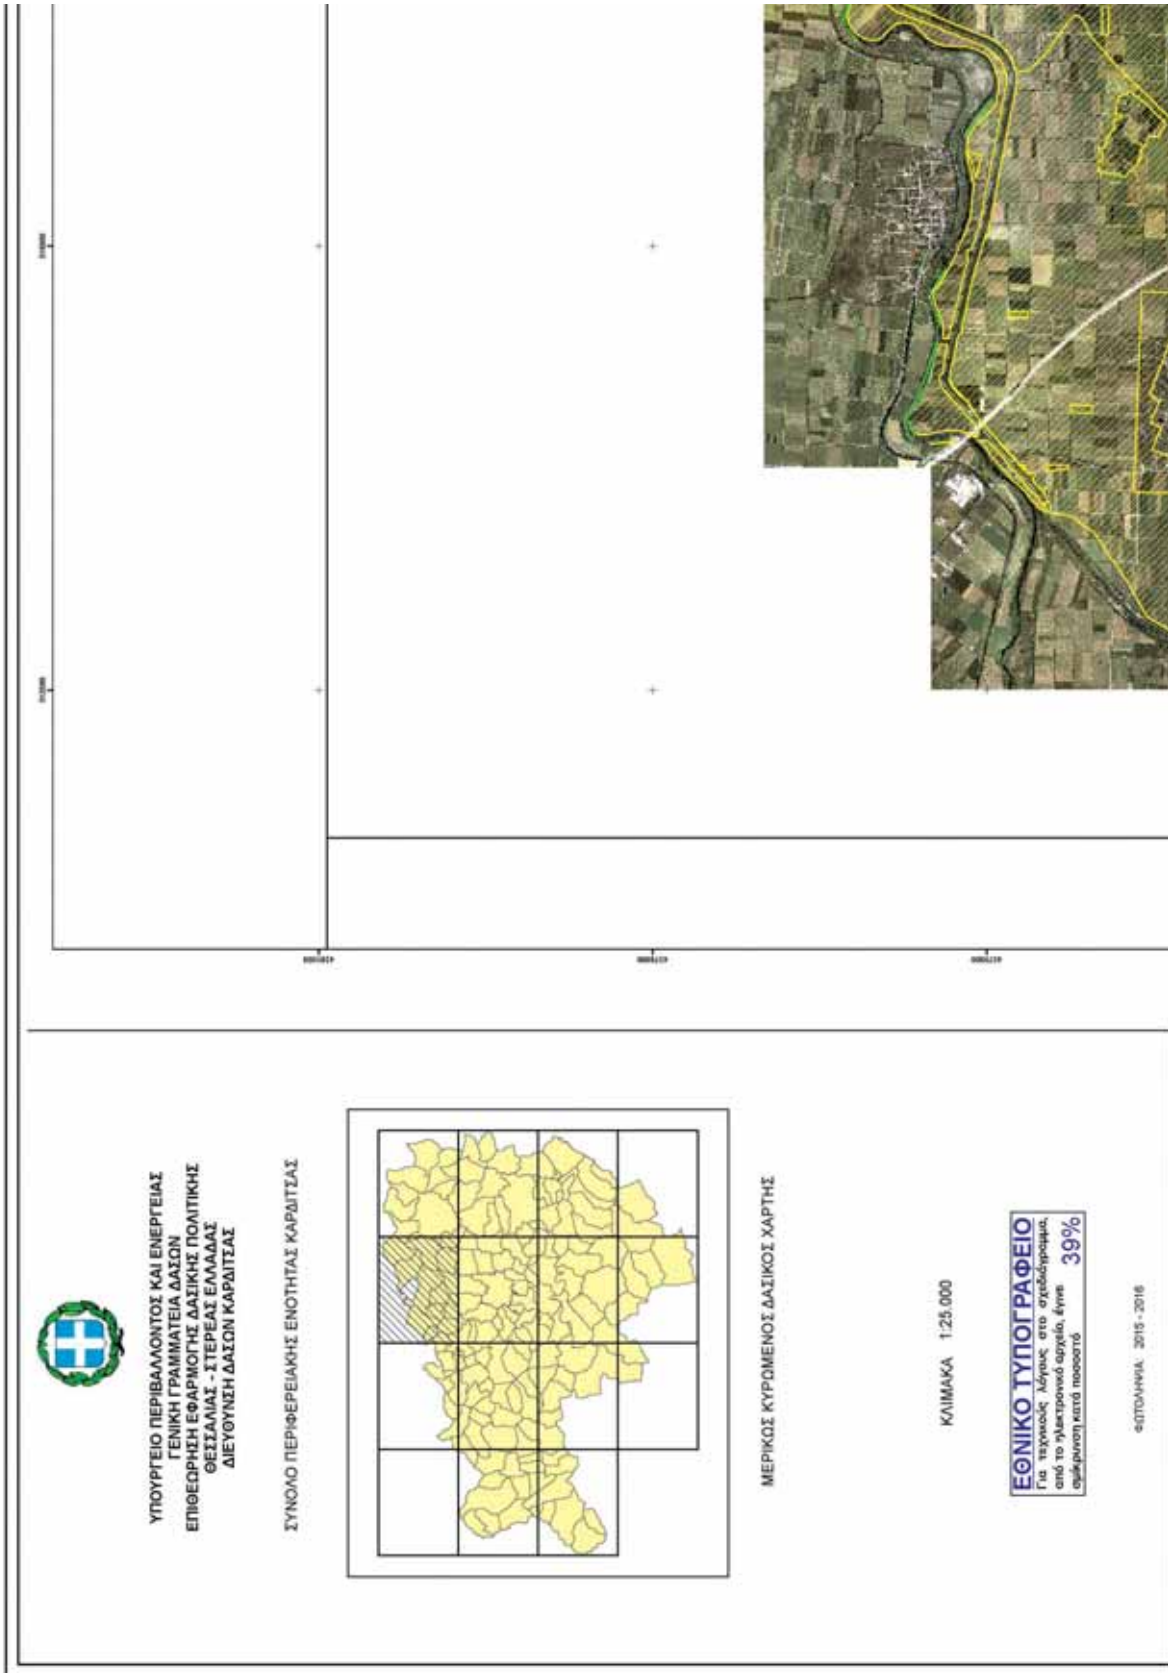 ΥΠΟΥΡΓΕΙΟ ΠΕΡΙΒΑΛΛΟΝΤΟΣ ΚΑΙ ΕΝΕΡΓΕΙΑΣ
ΓΕΝΙΚΗ ΓΡΑΜΜΑΤΕΙΑ ΔΑΣΩΝ
ΕΠΙΘΕΩΡΗΣΗ ΕΦΑΡΜΟΓΗΣ ΔΑΣΙΚΗΣ ΠΟΛΙΤΙΚΗΣ
ΘΕΣΣΑΛΙΑΣ - ΣΤΕΡΕΑΣ ΕΛΛΑΔΑΣ
ΔΙΕΥΘΥΝΣΗ ΔΑΣΩΝ ΚΑΡΔΙΤΣΑΣ
ΣΥΝΟΛΟ ΠΕΡΙΦΕΡΕΙΑΚΗΣ ΕΝΟΤΗΤΑΣ ΚΑΡΔΙΤΣΑΣ
ΜΕΡΙΚΩΣ ΚΥΡΩΜΕΝΟΣ ΔΑΣΙΚΟΣ ΧΑΡΤΗΣ
ΚΛΙΜΑΚΑ 1:25.000
ΕΘΝΙΚΟ ΤΥΠΟΓΡΑΦΕΙΟ
Για τεχνικούς λόγους στο σχεδιάγραμμα,
από το ηλεκτρονικό αρχείο, έγινε
σμίκρυνση κατά ποσοστό 39%
ΦΩΤΟΛΗΨΙΑ: 2015 - 2016